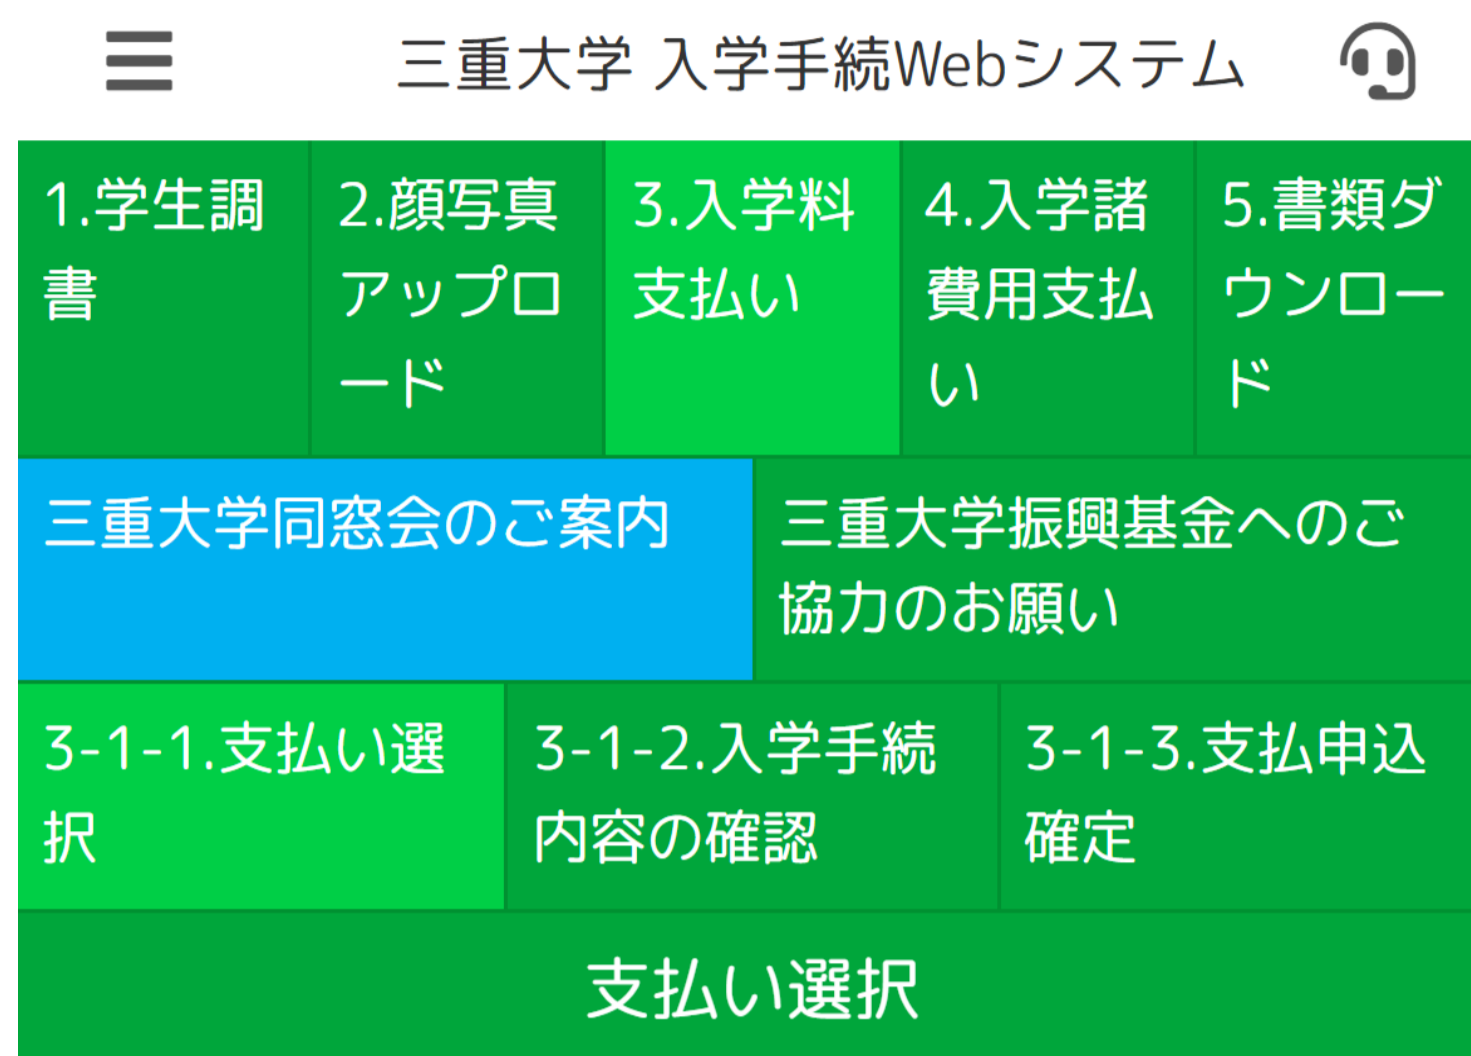 三重大学 入学手続Webシステム
1.学生調
書
2.顔写真
アップロ
ード
3.入学料
支払い
4.入学諸
費用支払
い
5.書類ダ
ウンロー
ド
三重大学同窓会のご案内
三重大学振興基金へのご
協力のお願い
3-1-1.支払い選
択
3-1-2.入学手続
内容の確認
3-1-3.支払申込
確定
支払い選択